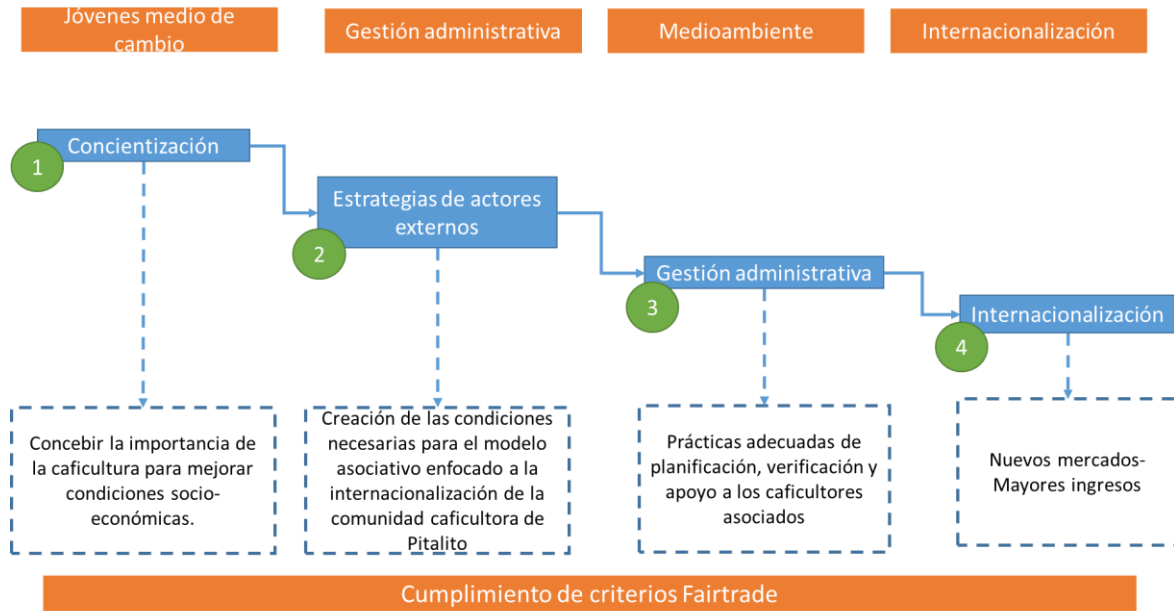 Jóvenes medio de
cambio
Gestión administrativa
Medioambiente
Internacionalización
1
Concientización
2
Estrategias de actores
externos
3
Gestión administrativa
4
Internacionalización
Concebir la importancia de
la caficultura para mejorar
condiciones socio-
económicas.
Creación de las condiciones
necesarias para el modelo
asociativo enfocado a la
internacionalización de la
comunidad caficultora de
Pitalito
Prácticas adecuadas de
planificación, verificación y
apoyo a los caficultores
asociados
Nuevos mercados-
Mayores ingresos
Cumplimiento de criterios Fairtrade